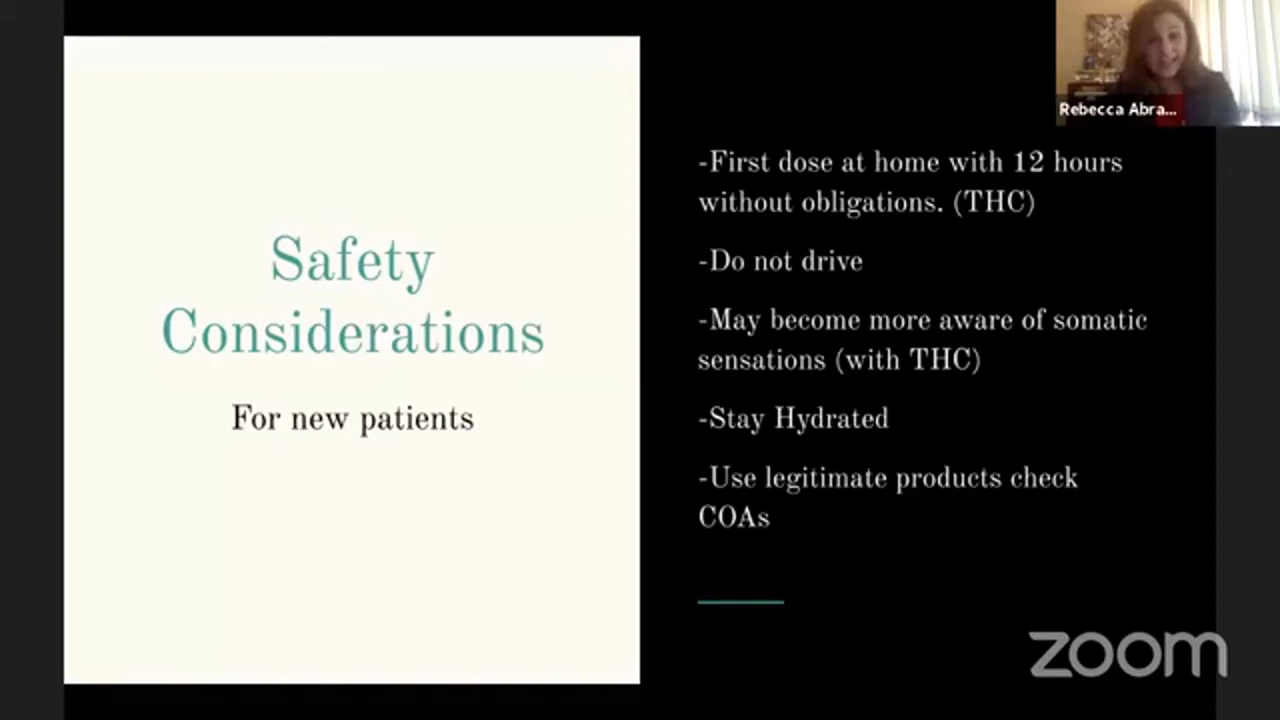 Safety
Considerations
For new patients
Rebecca Abra...
-First dose at home with 12 hours
without obligations. (THC)
-Do not drive
-May become more aware of somatic
sensations (with THC)
-Stay Hydrated
-Use legitimate products check
COAs
zoom